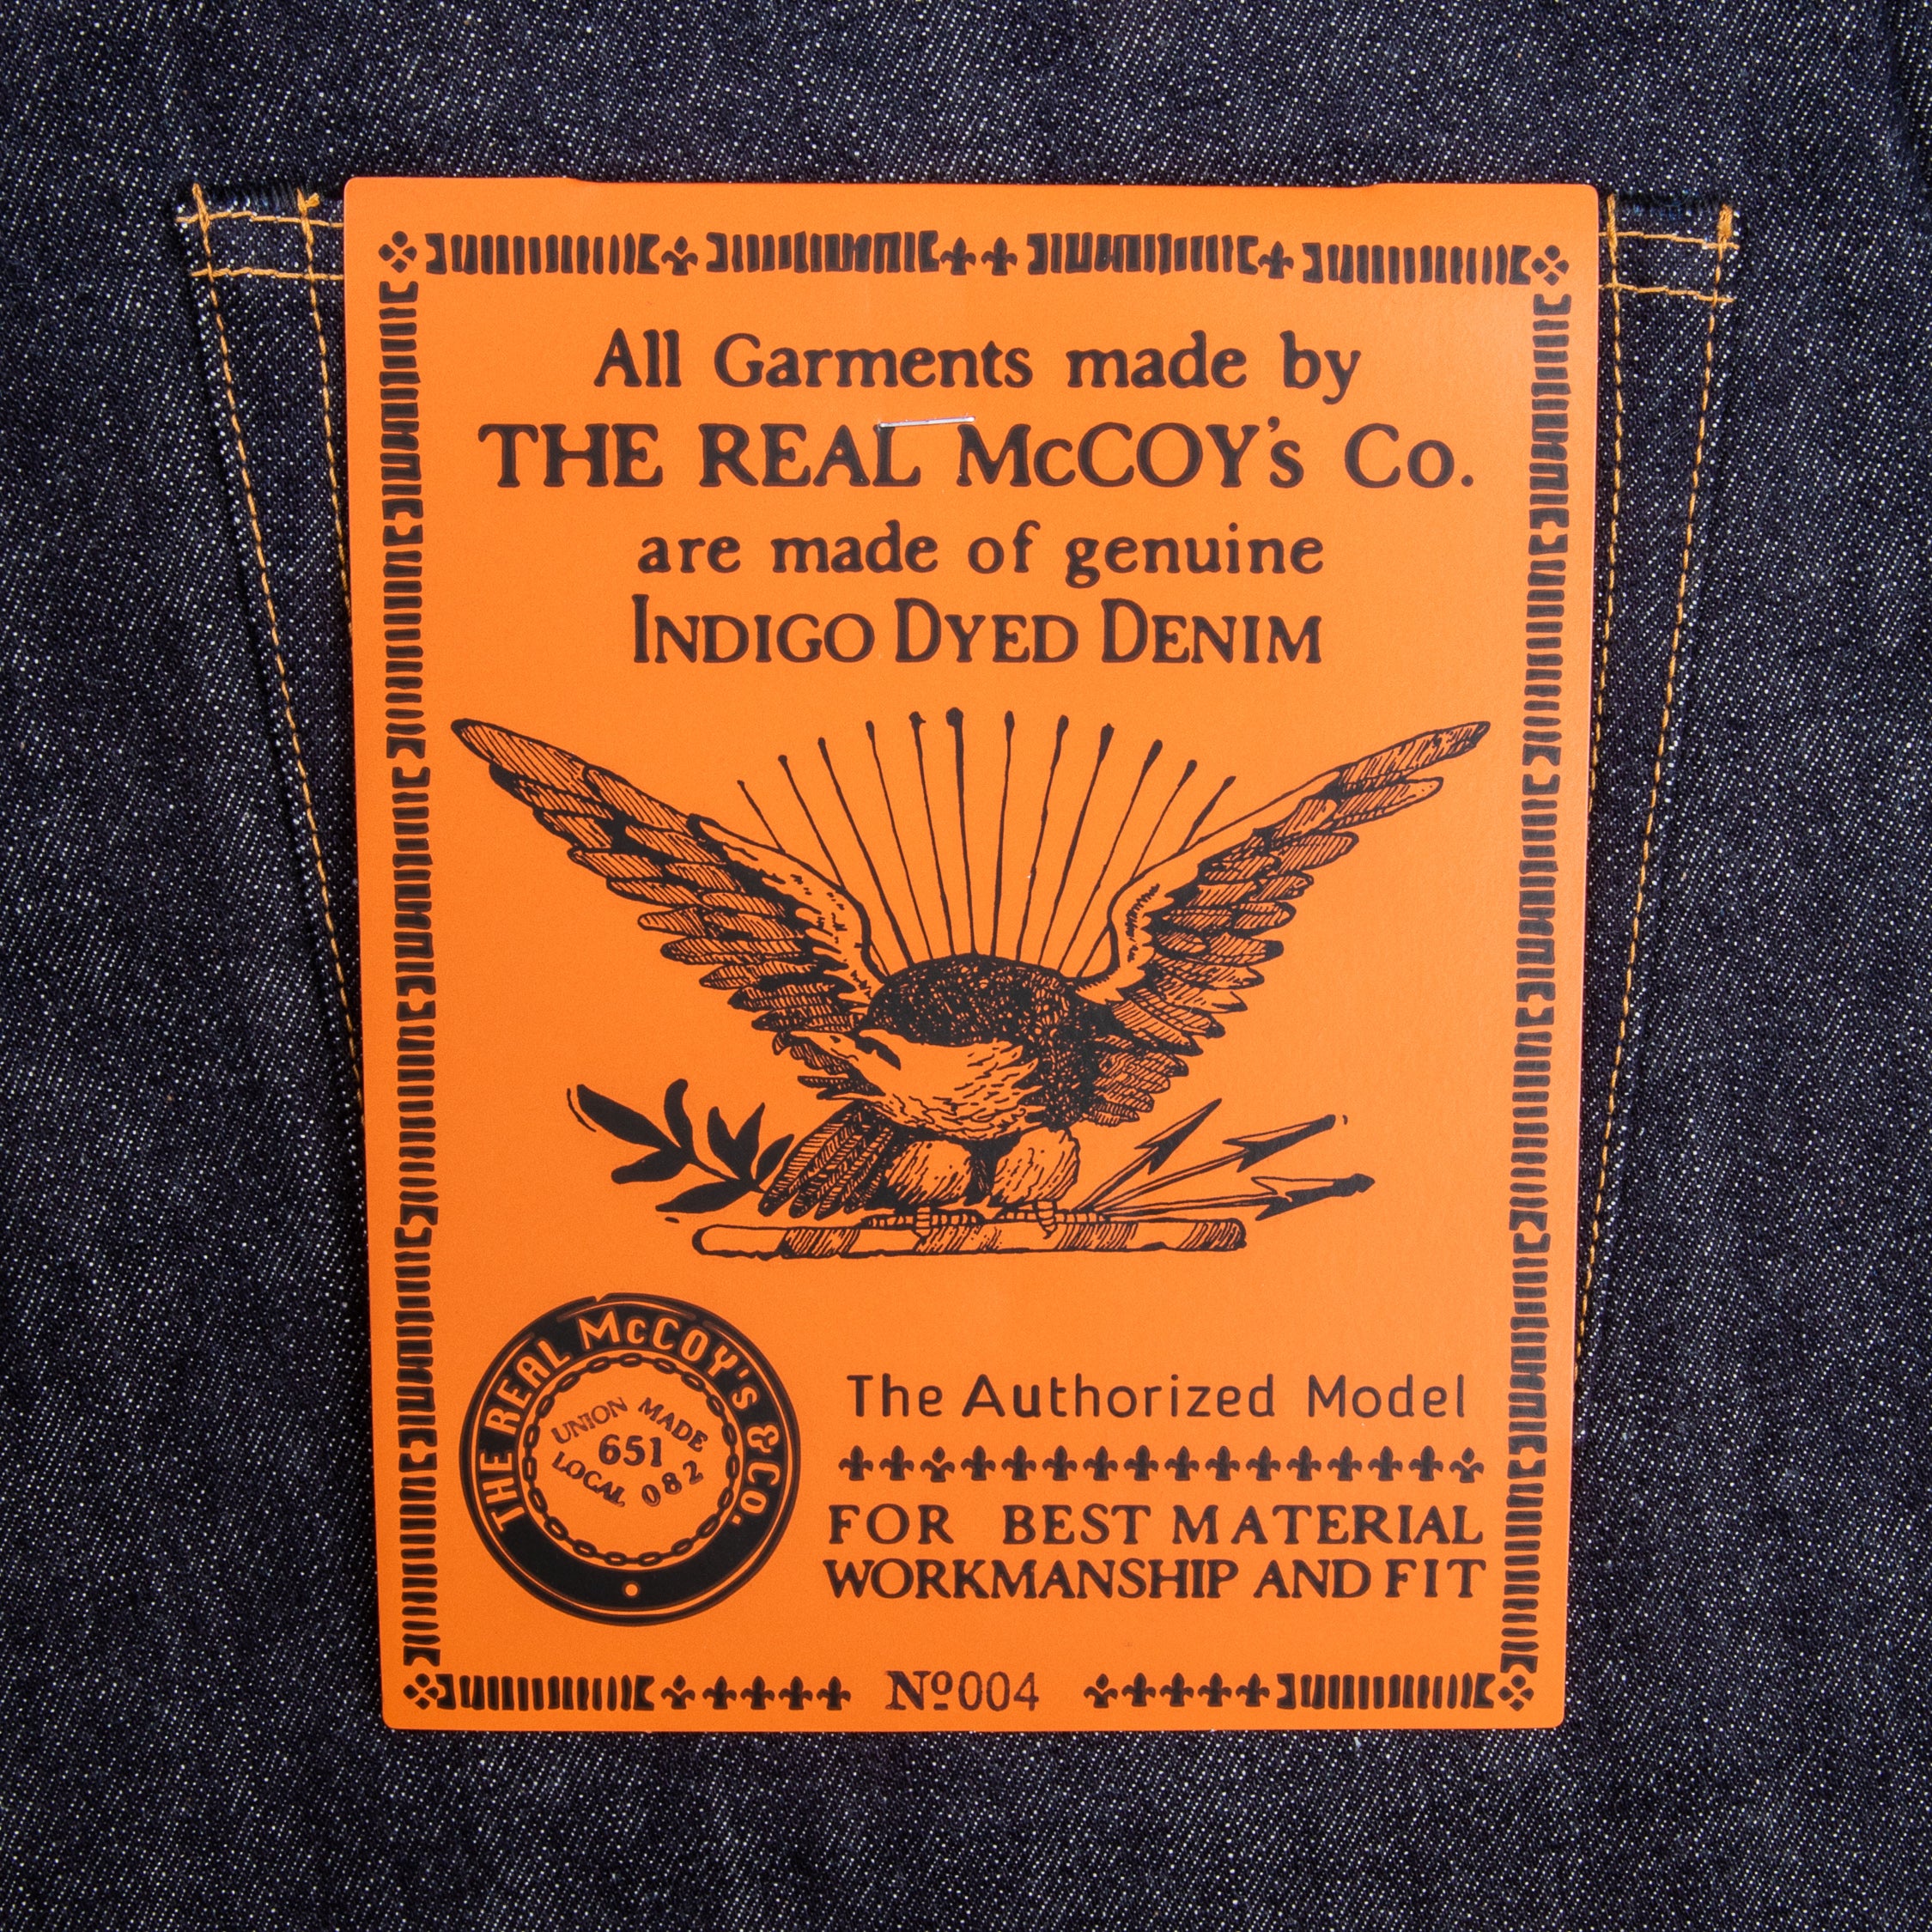 All Garments made by
THE REAL McCOY's Co.
are made of genuine
INDIGO DYED DENIM
THE REAL McCOY's & Co.
UNION MADE
651
LOCAL 082
The Authorized Model
FOR BEST MATERIAL
WORKMANSHIP AND FIT
Nº004